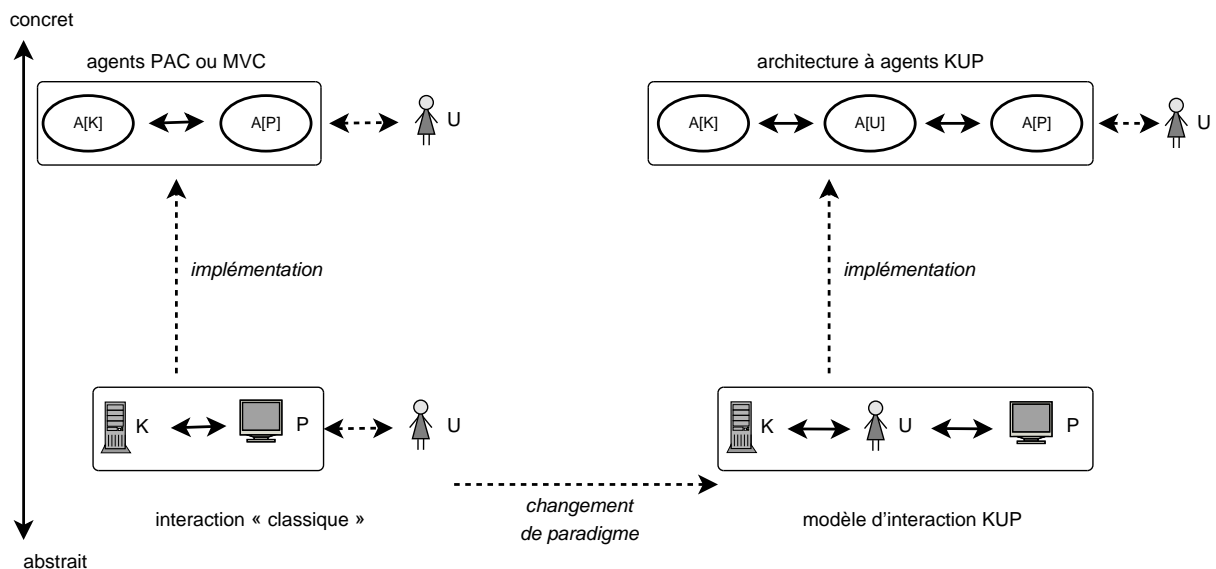 concret
agents PAC ou MVC
architecture à agents KUP
A[K]
A[P]
U
A[K]
A[U]
A[P]
U
implémentation
implémentation
K
P
U
K
U
P
interaction « classique »
changement
de paradigme
modèle d'interaction KUP
abstrait